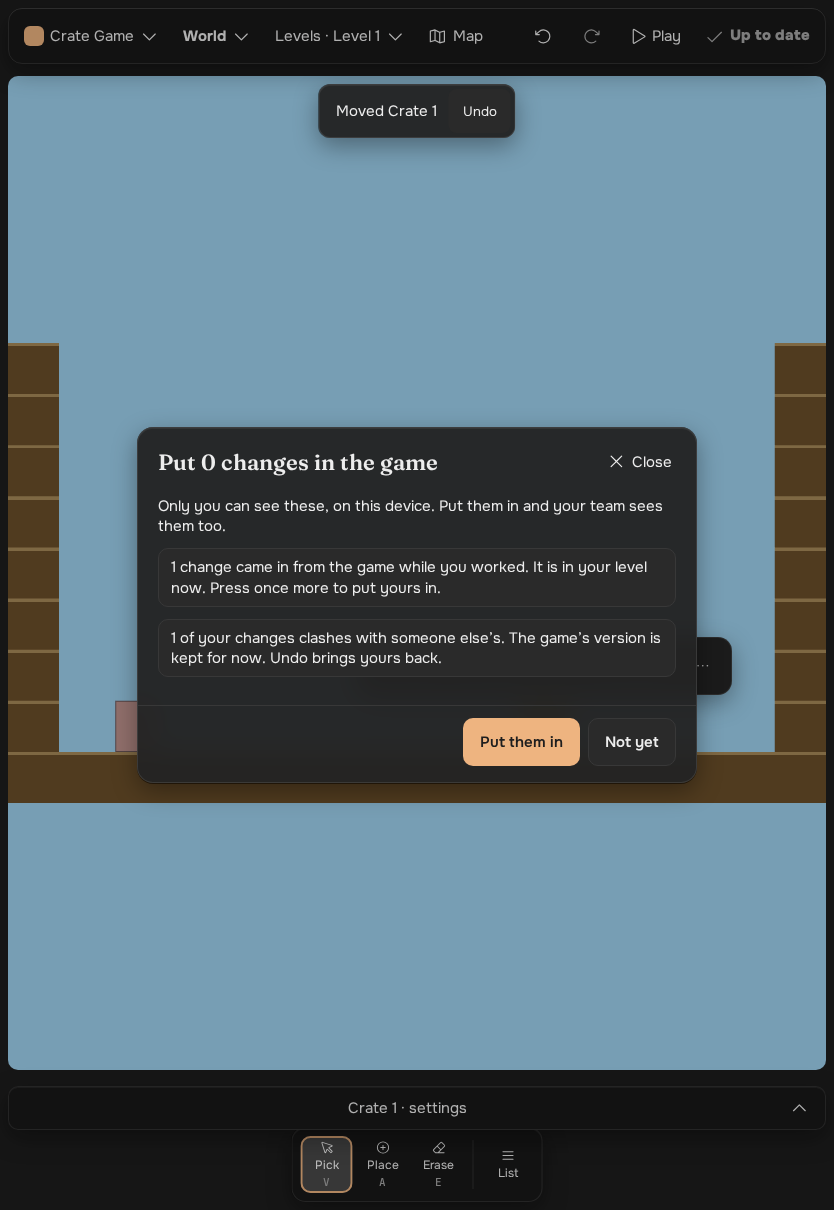 Crate Game
World
Levels · Level 1
Map
Play
Up to date
Moved Crate 1
Undo
Put 0 changes in the game
Close
Only you can see these, on this device. Put them in and your team sees
them too.
1 change came in from the game while you worked. It is in your level
now. Press once more to put yours in.
1 of your changes clashes with someone else’s. The game’s version is
kept for now. Undo brings yours back.
...
Put them in
Not yet
Crate 1 · settings
Pick
V
Place
A
Erase
E
List